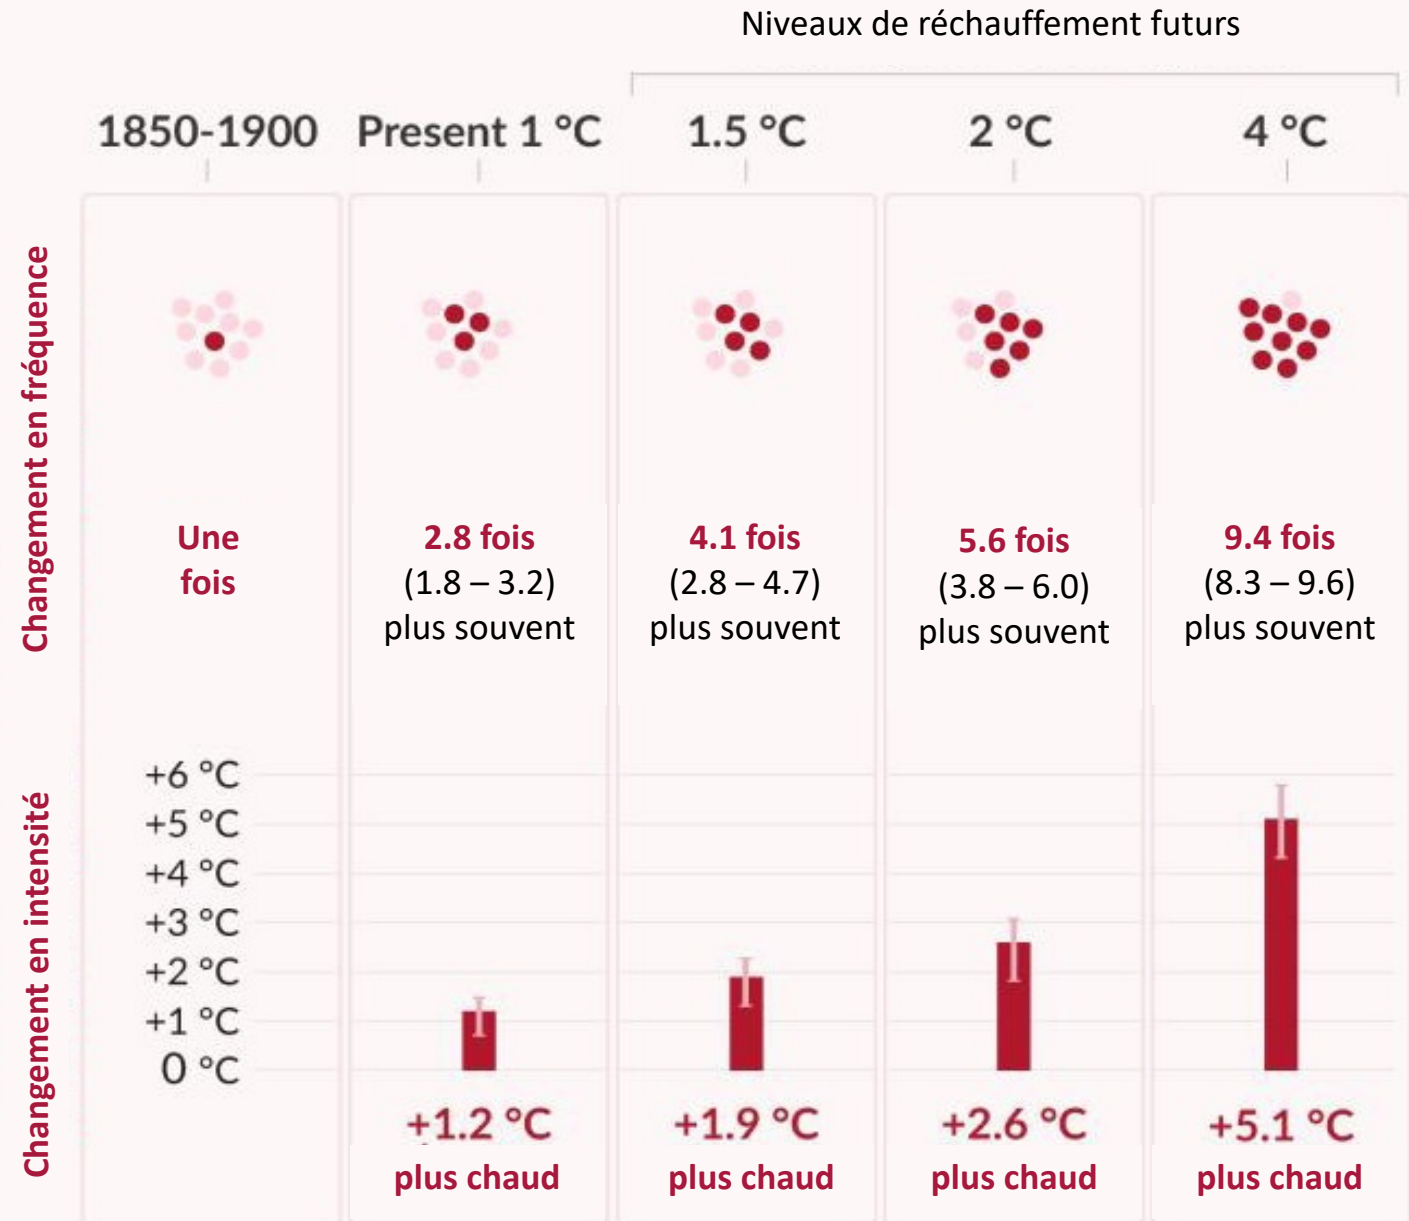 Niveaux de réchauffement futurs
1850-1900
Present 1 °C
1.5 °C
2 °C
4 °C
Changement en fréquence
Une
fois
2.8 fois
(1.8 – 3.2)
plus souvent
4.1 fois
(2.8 – 4.7)
plus souvent
5.6 fois
(3.8 – 6.0)
plus souvent
9.4 fois
(8.3 – 9.6)
plus souvent
Changement en intensité
+6 °C
+5 °C
+4 °C
+3 °C
+2 °C
+1 °C
0 °C
+1.2 °C
plus chaud
+1.9 °C
plus chaud
+2.6 °C
plus chaud
+5.1 °C
plus chaud